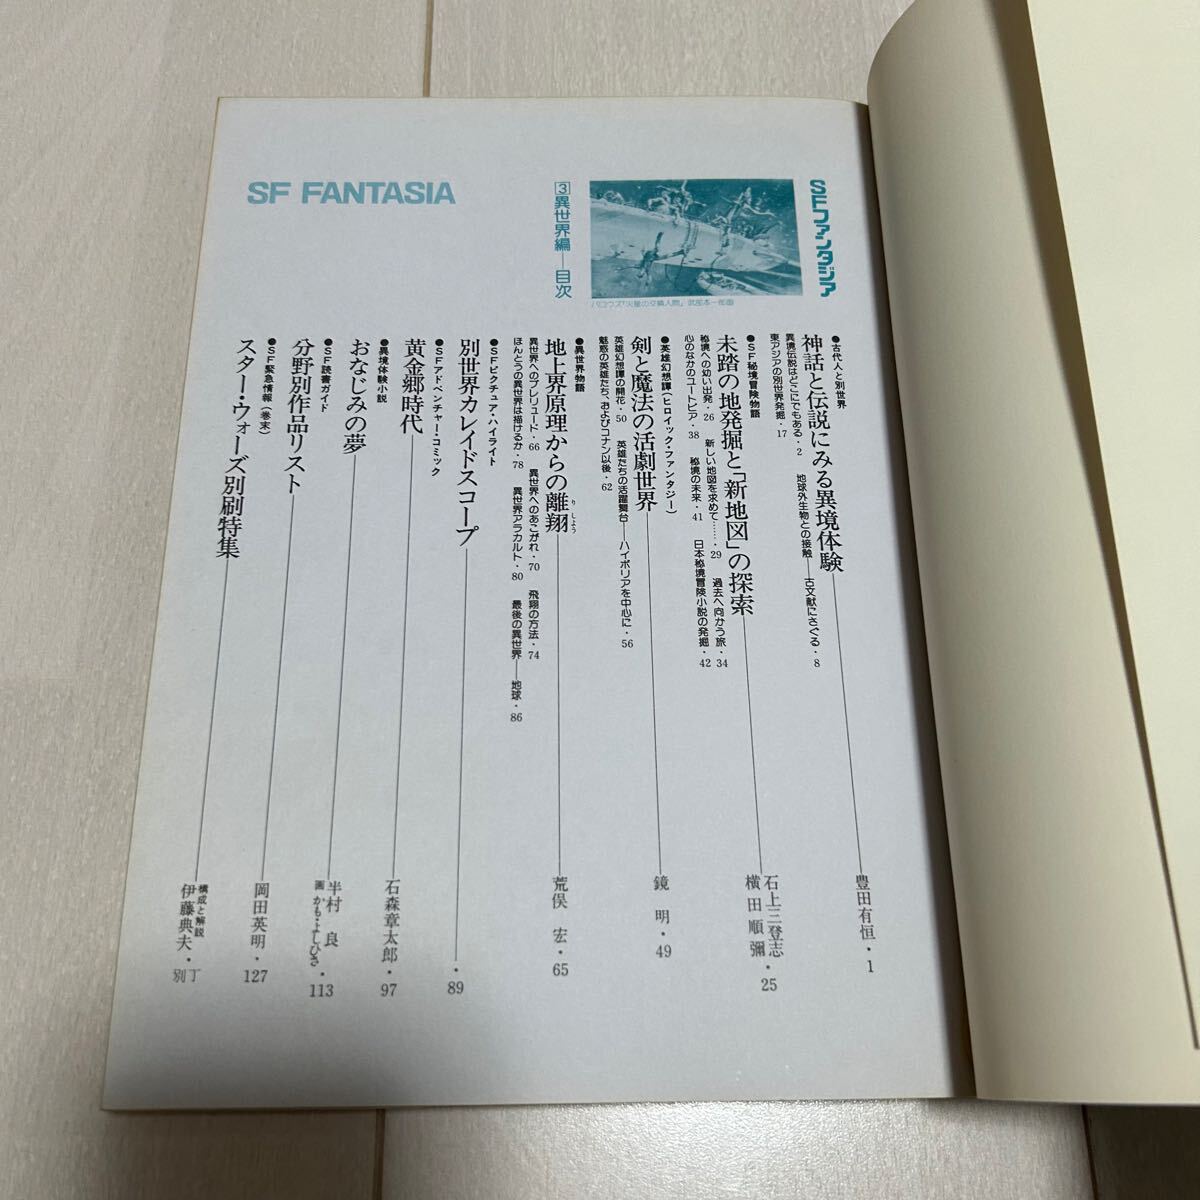 SFファンタジア
バロウズ「火星の交換人間」武部本一郎画
3異世界編——目次
SF FANTASIA
●古代人と別世界
神話と伝説にみる異境体験——豊田有恒・1
異境伝説はどこにでもある・2　地球外生物との接触——古文献にさぐる・8
東アジアの別世界発掘・17
●SF秘境冒険物語
未踏の地発掘と「新地図」の探索——石上三登志 横田順彌・25
秘境への幼い出発・26　新しい地図を求めて……・29　過去へ向かう旅・34
心のなかのユートピア・38　秘境の未来・41　日本秘境冒険小説の発掘・42
●英雄幻想譚(ヒロイック・ファンタジー)
剣と魔法の活劇世界——鏡　明・49
英雄幻想譚の開花・50　英雄たちの活躍舞台——ハイボリアを中心に・56
魅惑の英雄たち、およびコナン以後・62
●異世界物語
地上界原理からの離翔りしょう——荒俣　宏・65
異世界へのプレリュード・66　異世界へのあこがれ・70　飛翔の方法・74
ほんとうの異世界は描けるか・78　異世界アラカルト・80　最後の異世界——地球・86
●SFピクチュア・ハイライト
別世界カレイドスコープ——・89
●SFアドベンチャー・コミック
黄金郷時代——石森章太郎・97
●異境体験小説
おなじみの夢——半村　良 画 かも・よしひさ・113
●SF読書ガイド
分野別作品リスト——岡田英明・127
●SF緊急情報(巻末)
スター・ウォーズ別刷特集——構成と解説 伊藤典夫・別丁